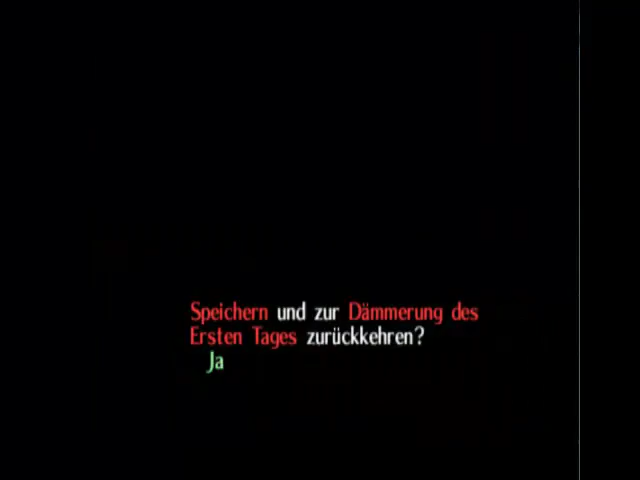 Speichern und zur Dämmerung des
Ersten Tages zurückkehren?
Ja